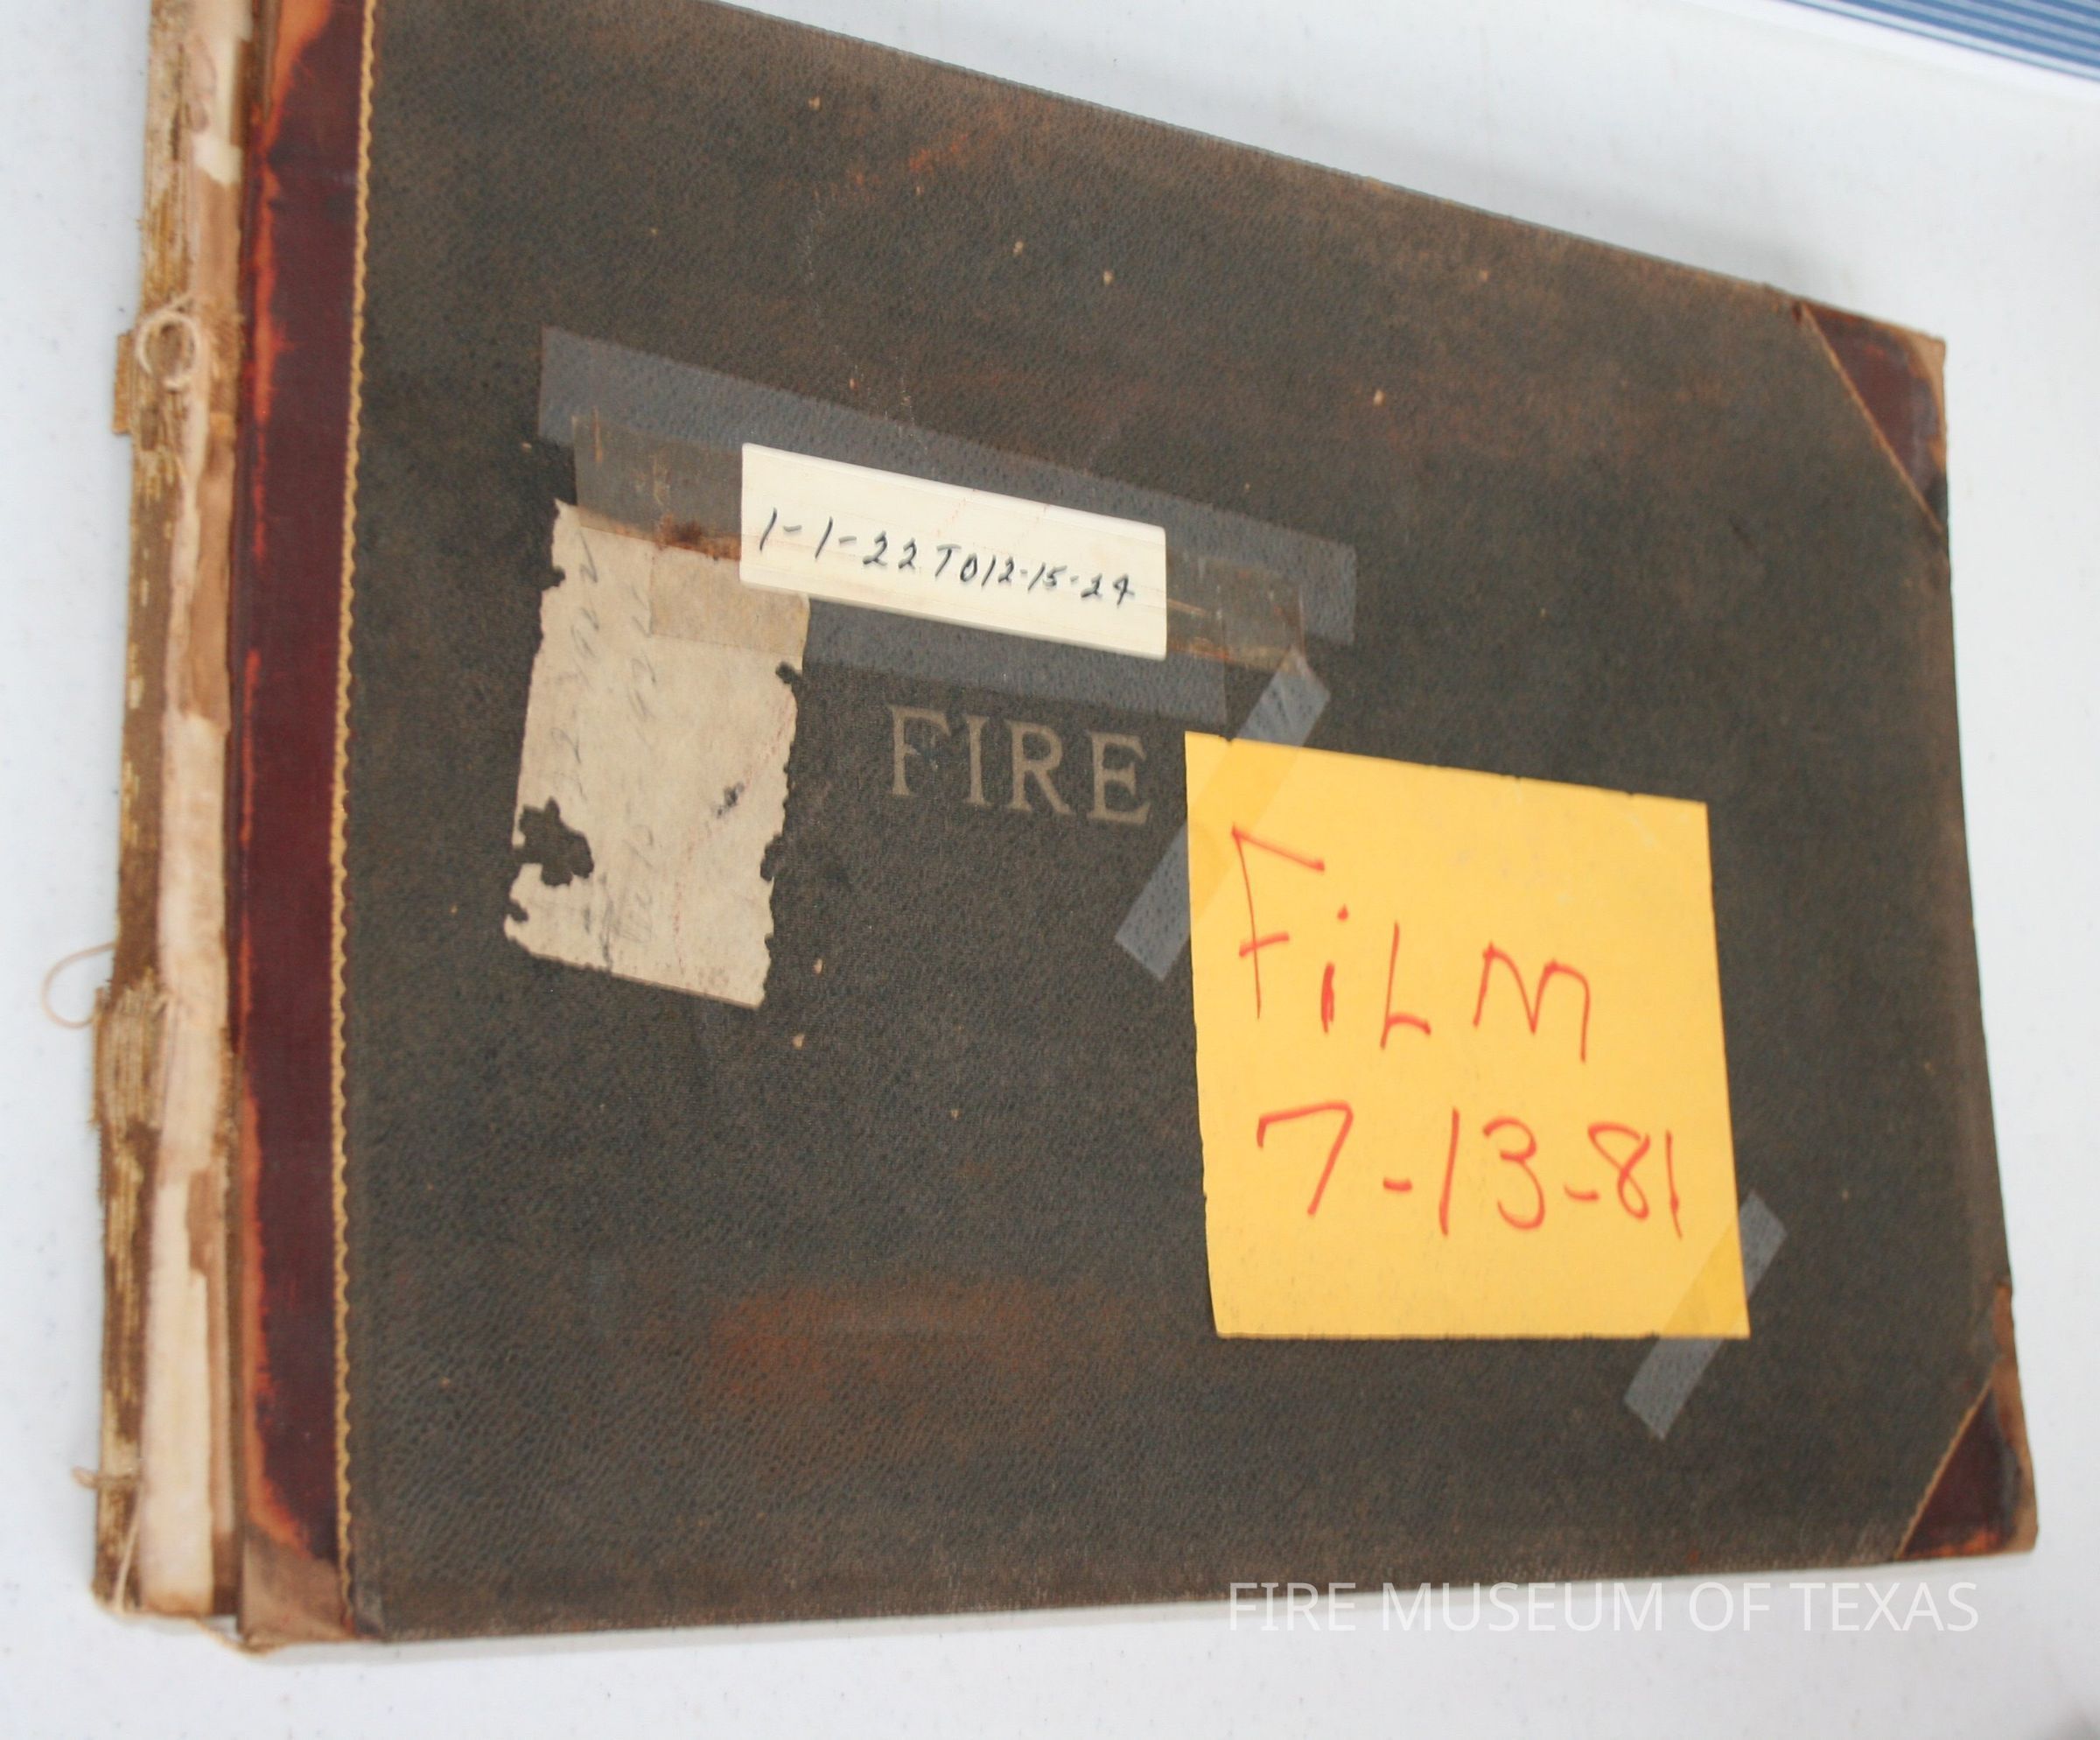 1-1-22 TO 12-15-24
FIRE
FiLM
7-13-81
FIRE MUSEUM OF TEXAS